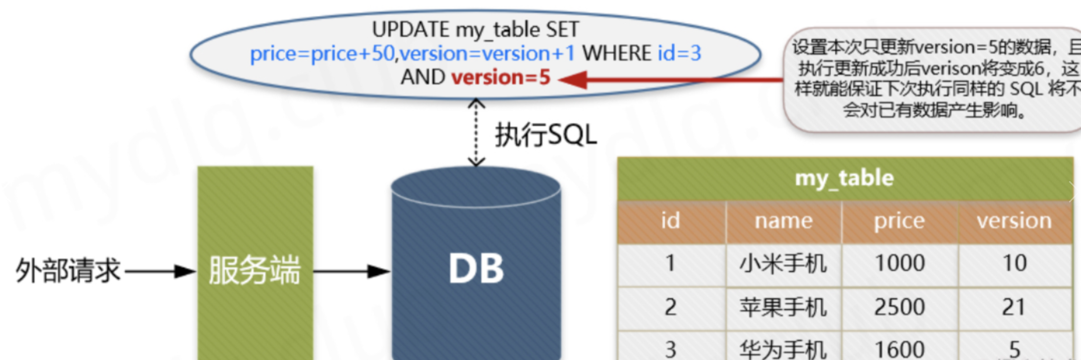 UPDATE my_table SET
price=price+50,version=version+1 WHERE id=3
AND version=5
设置本次只更新version=5的数据，且
执行更新成功后verison将变成6，这
样就能保证下次执行同样的 SQL 将不
会对已有数据产生影响。
执行SQL
外部请求
服务端
DB
my_table
id name price version
1 小米手机 1000 10
2 苹果手机 2500 21
3 华为手机 1600 5
mydlq.club